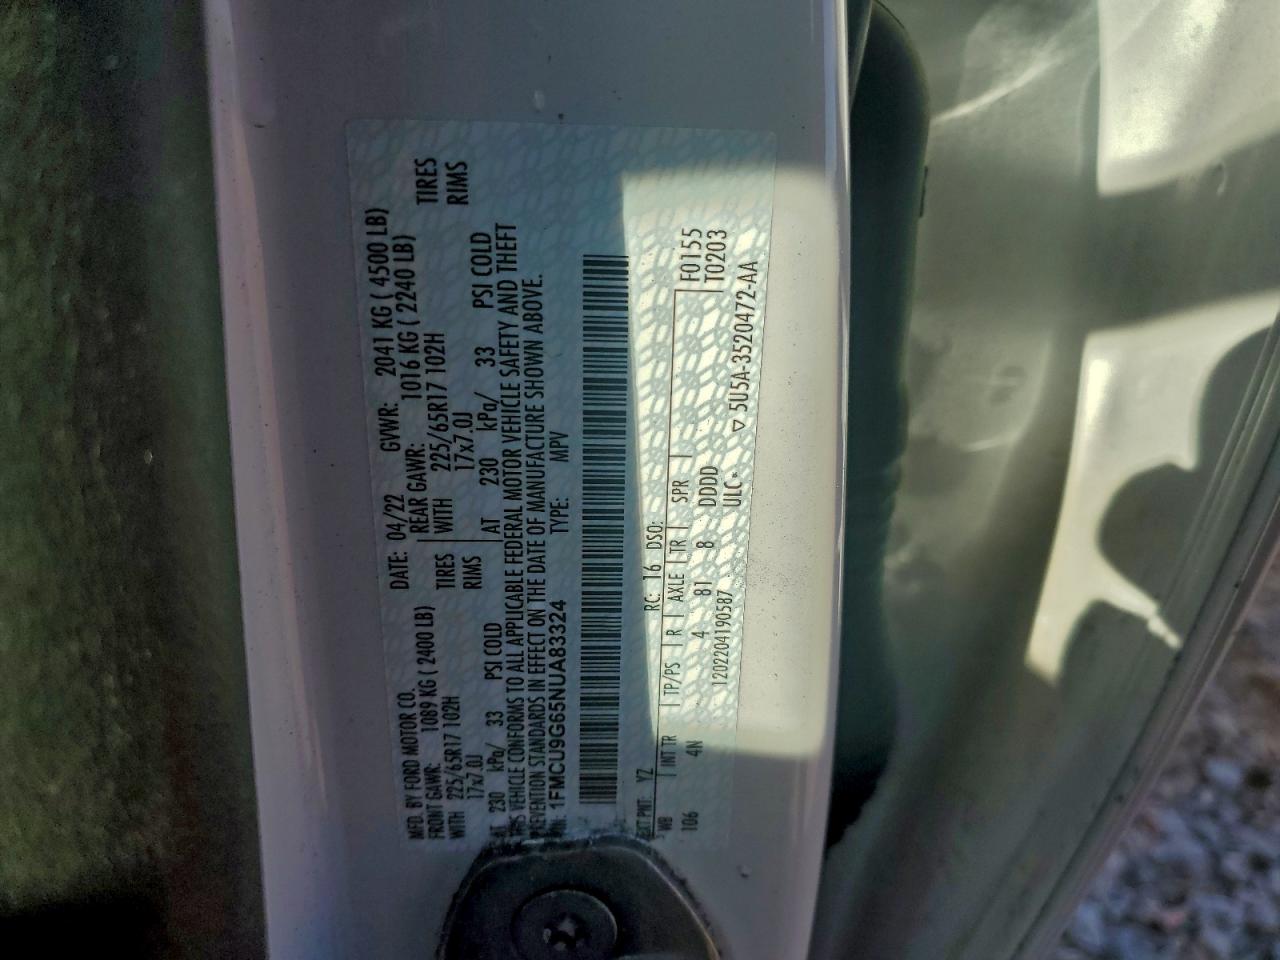 MFD. BY FORD MOTOR CO. DATE: 04/22 GVWR: 2041 KG ( 4500 LB)
FRONT GAWR: 1089 KG ( 2400 LB) REAR GAWR: 1016 KG ( 2240 LB)
WITH 225/65R17 102H TIRES WITH 225/65R17 102H TIRES
17x7.0J RIMS 17x7.0J RIMS
AT 230 kPa/ 33 PSI COLD AT 230 kPa/ 33 PSI COLD
THIS VEHICLE CONFORMS TO ALL APPLICABLE FEDERAL MOTOR VEHICLE SAFETY AND THEFT
PREVENTION STANDARDS IN EFFECT ON THE DATE OF MANUFACTURE SHOWN ABOVE.
VIN: 1FMCU9G65NUA83324 TYPE: MPV
EXT PNT: YZ RC: 16 DSO: F0155
WB INT TR TP/PS R AXLE TR SPR T0203
106 4N 4 81 8 DDDD
1202204190587 ULC ▽ 5U5A-3520472-AA